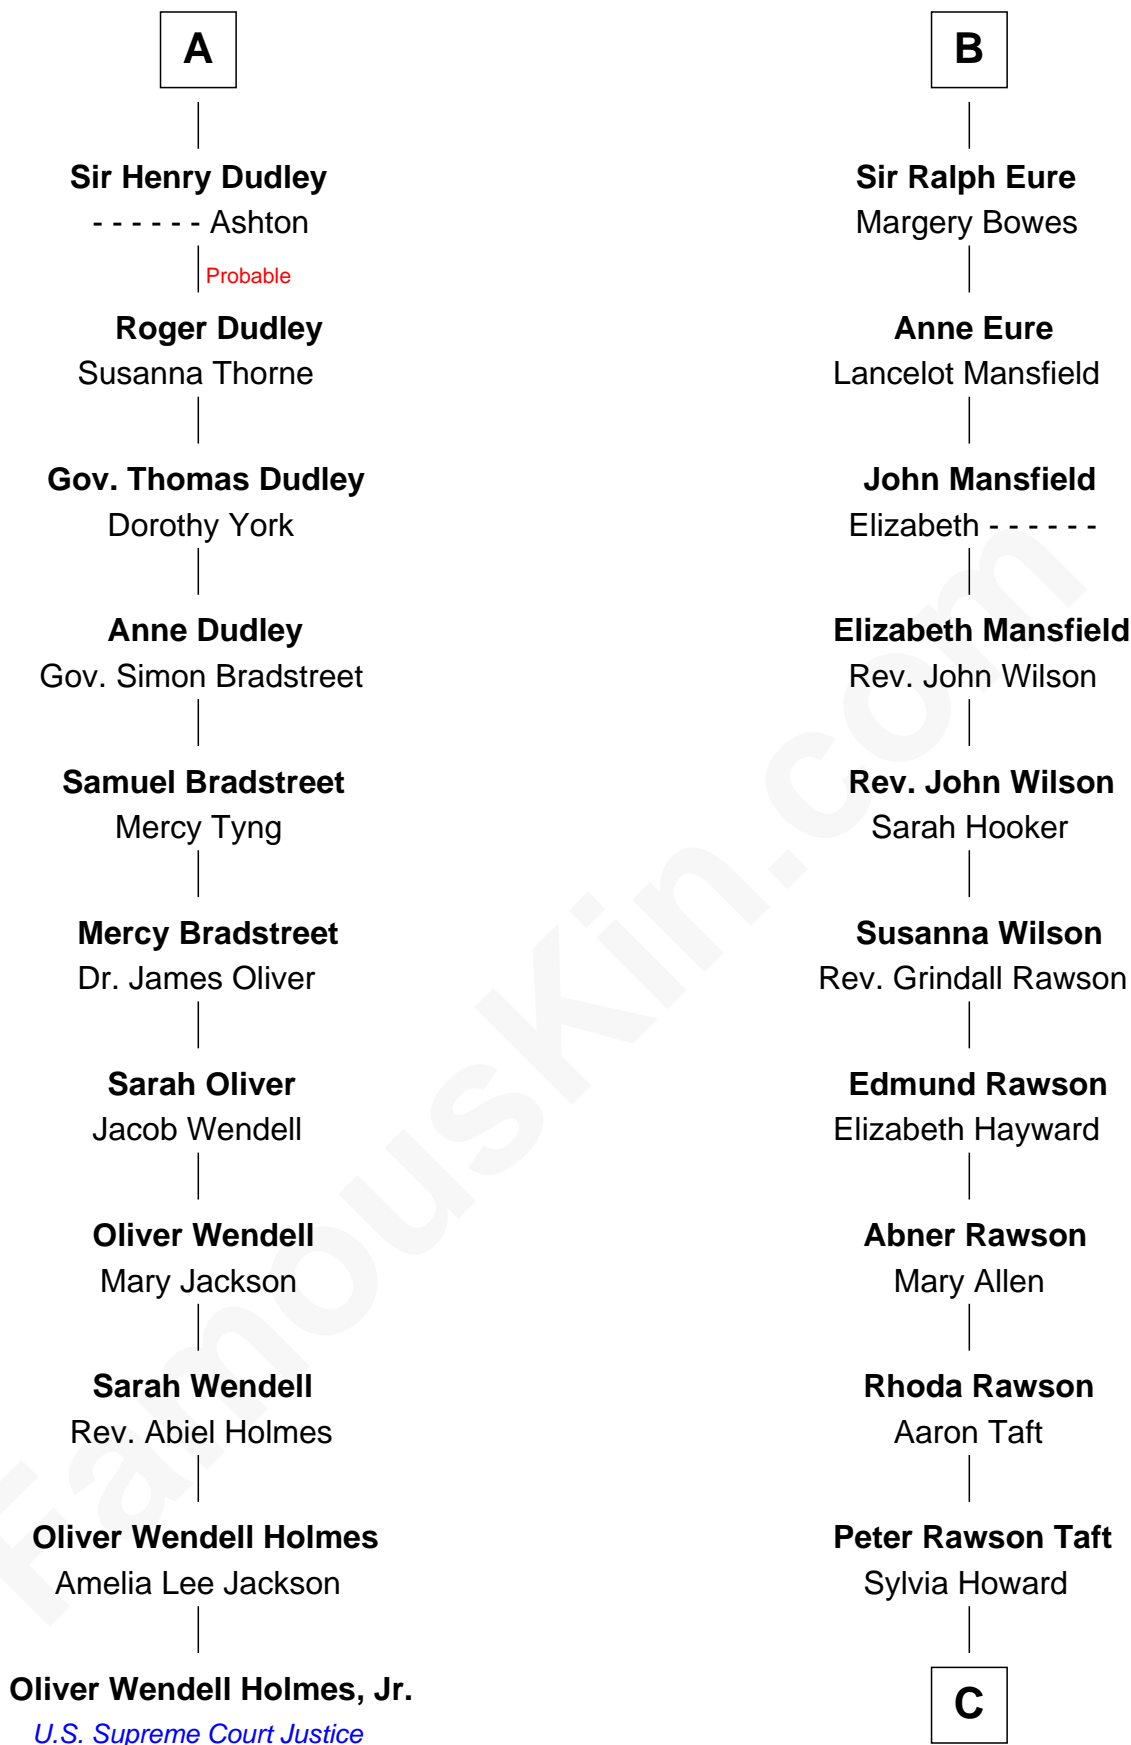 A
Sir Henry Dudley
- - - - - - Ashton
Probable
Roger Dudley
Susanna Thorne
Gov. Thomas Dudley
Dorothy York
Anne Dudley
Gov. Simon Bradstreet
Samuel Bradstreet
Mercy Tyng
Mercy Bradstreet
Dr. James Oliver
Sarah Oliver
Jacob Wendell
Oliver Wendell
Mary Jackson
Sarah Wendell
Rev. Abiel Holmes
Oliver Wendell Holmes
Amelia Lee Jackson
Oliver Wendell Holmes, Jr.
U.S. Supreme Court Justice
B
Sir Ralph Eure
Margery Bowes
Anne Eure
Lancelot Mansfield
John Mansfield
Elizabeth - - - - - -
Elizabeth Mansfield
Rev. John Wilson
Rev. John Wilson
Sarah Hooker
Susanna Wilson
Rev. Grindall Rawson
Edmund Rawson
Elizabeth Hayward
Abner Rawson
Mary Allen
Rhoda Rawson
Aaron Taft
Peter Rawson Taft
Sylvia Howard
C
FamousKin.com